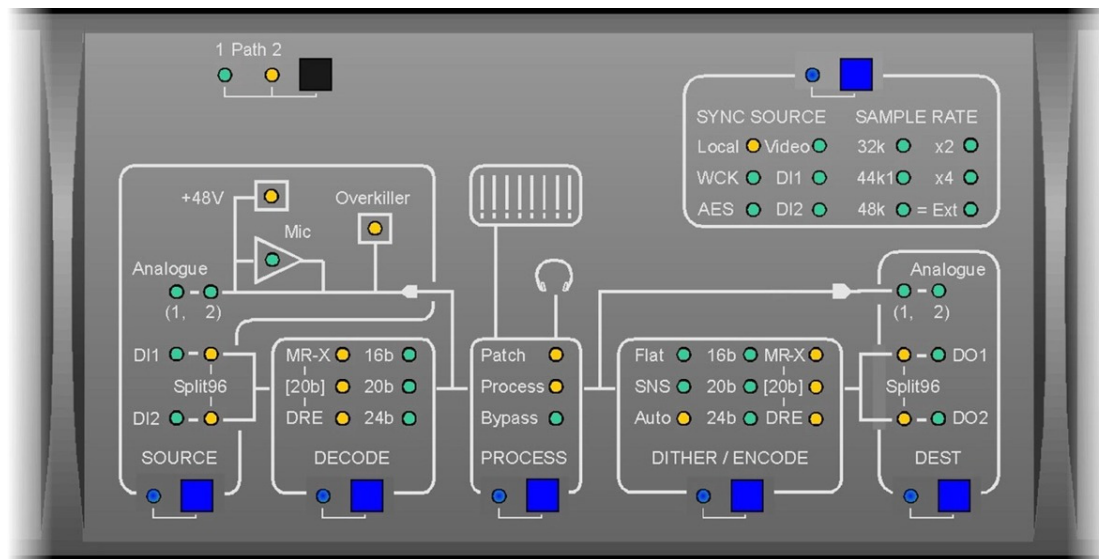 1 Path 2
SYNC SOURCE SAMPLE RATE
Local Video 32k x2
WCK DI1 44k1 x4
AES DI2 48k = Ext
+48V Overkiller
Mic
Analogue
(1, 2)
DI1
Split96
DI2
SOURCE
MR-X 16b
[20b] 20b
DRE 24b
DECODE
Patch
Process
Bypass
PROCESS
Flat 16b MR-X
SNS 20b [20b]
Auto 24b DRE
DITHER / ENCODE
Analogue
(1, 2)
DO1
Split96
DO2
DEST